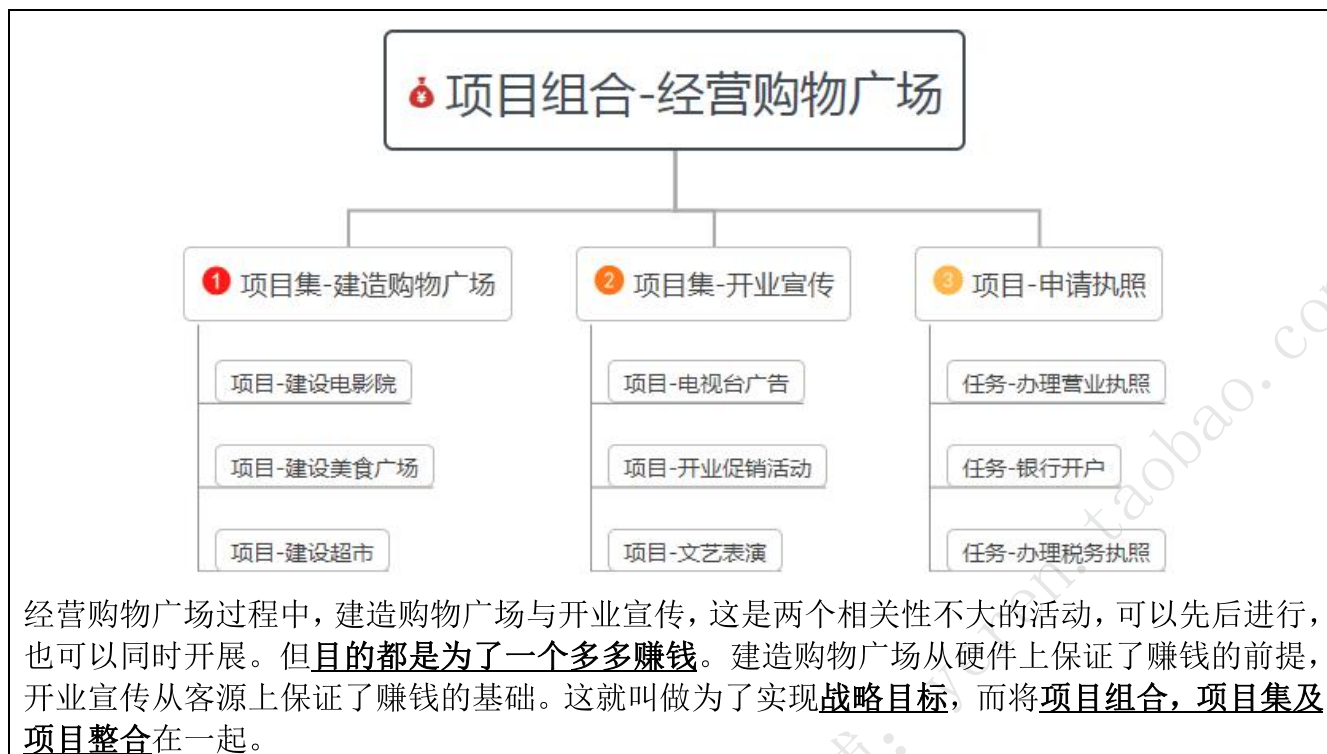 项目组合-经营购物广场
1 项目集-建造购物广场
项目-建设电影院
项目-建设美食广场
项目-建设超市
2 项目集-开业宣传
项目-电视台广告
项目-开业促销活动
项目-文艺表演
3 项目-申请执照
任务-办理营业执照
任务-银行开户
任务-办理税务执照
经营购物广场过程中，建造购物广场与开业宣传，这是两个相关性不大的活动，可以先后进行，
也可以同时开展。但目的都是为了一个多多赚钱。建造购物广场从硬件上保证了赚钱的前提，
开业宣传从客源上保证了赚钱的基础。这就叫做为了实现战略目标，而将项目组合，项目集及
项目整合在一起。